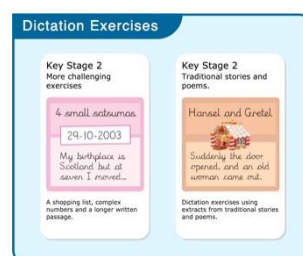 Dictation Exercises
Key Stage 2
More challenging
exercises
4 small satsumas
29-10-2003
My birthplace is
Scotland but at
seven I moved...
A shopping list, complex
numbers and a longer written
passage.
Key Stage 2
Traditional stories and
poems.
Hansel and Gretel
Suddenly the door
opened, and an old
woman came out.
Dictation exercises using
extracts from traditional stories
and poems.